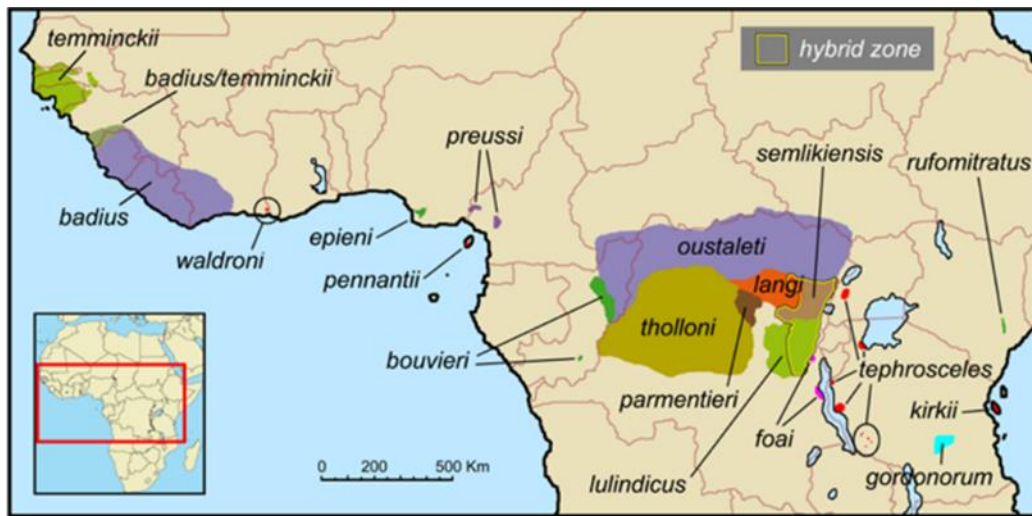 temminckii
hybrid zone
badius/temminckii
preussi
semlikiensis
rufomitratus
badius
epieni
oustaleti
waldroni
pennantii
langi
tholloni
bouvieri
tephrosceles
parmentieri
kirkii
foai
0 200 500 Km
lulindicus
gordonorum